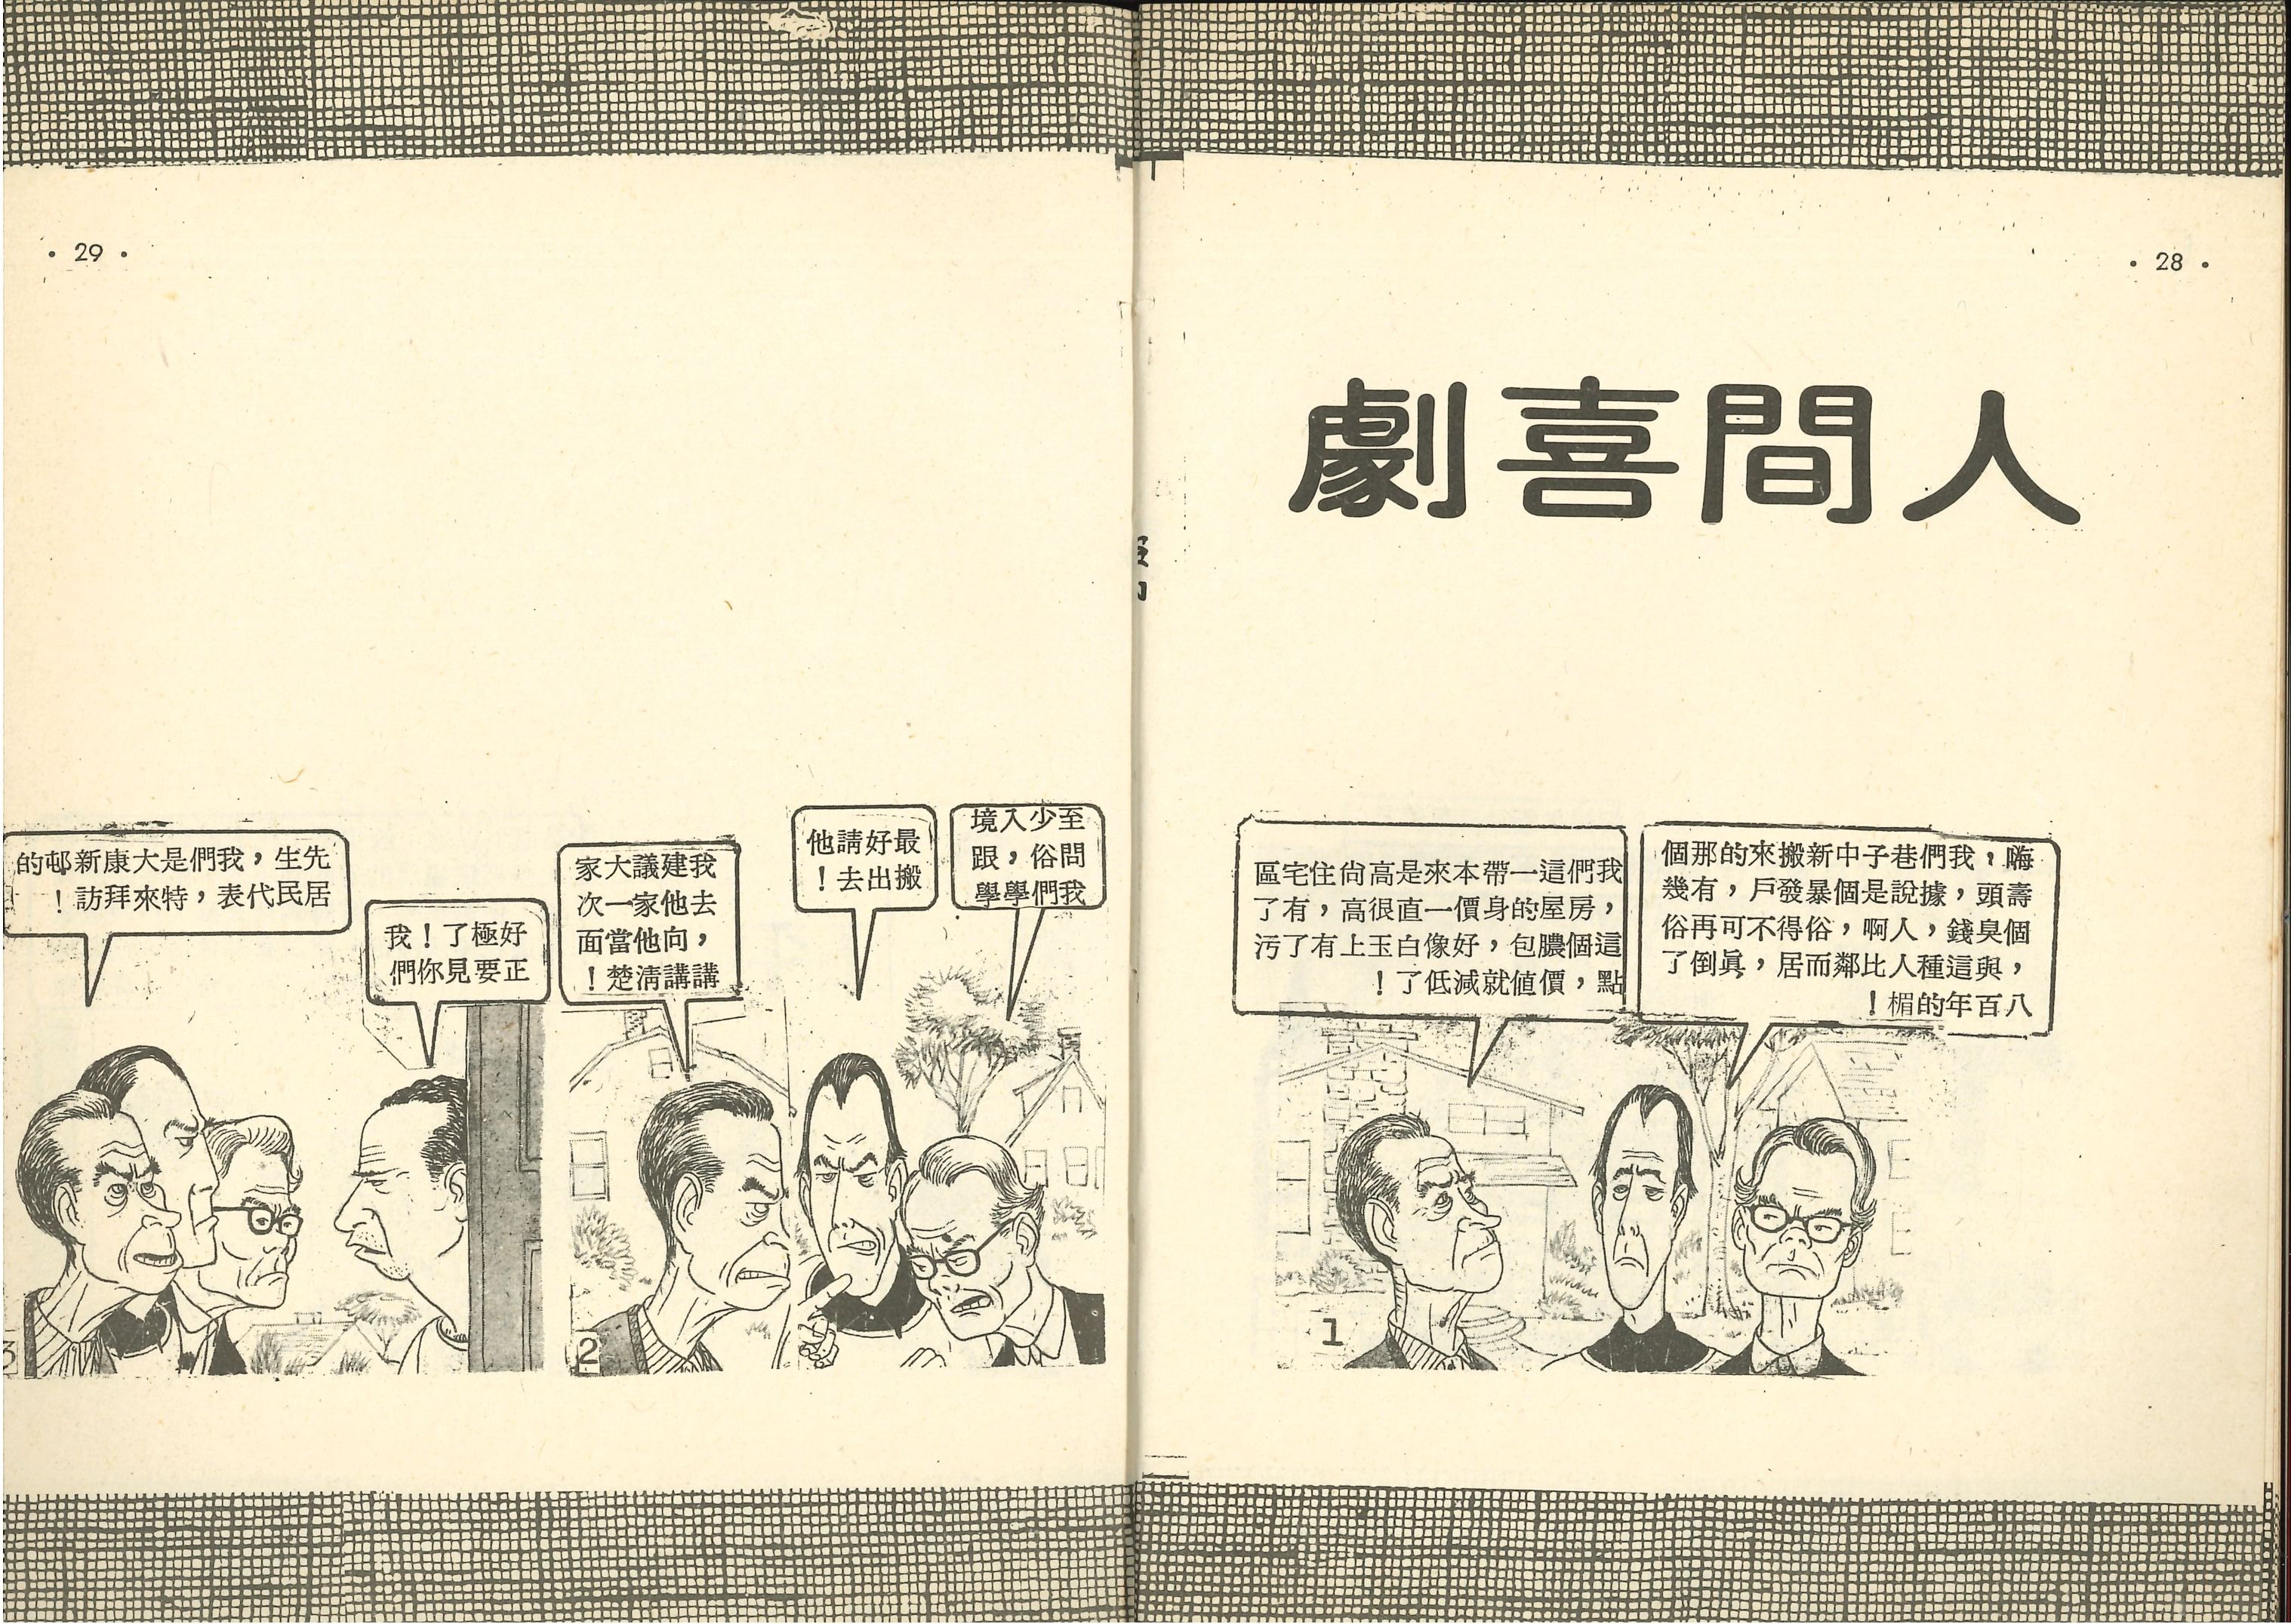 · 28 ·
人間喜劇
嗨，我們巷子中新搬來的那個
壽頭，據說是個暴發戶，有幾
個臭錢，人啊，俗得不可再俗
，與這種人比鄰而居，眞倒了
八百年的楣！
我們這一帶本來是高尙住宅區
，房屋的身價一直很高，有了
這個膿包，好像白玉上有了污
點，價值就減低了！
1
· 29 ·
至少入境
問俗，跟
我們學學
最好請他
搬出去！
我建議大家
去他家一次
，向他當面
講講清楚！
2
好極了！我
正要見你們
先生，我們是大康新邨的
居民代表，特來拜訪！
3